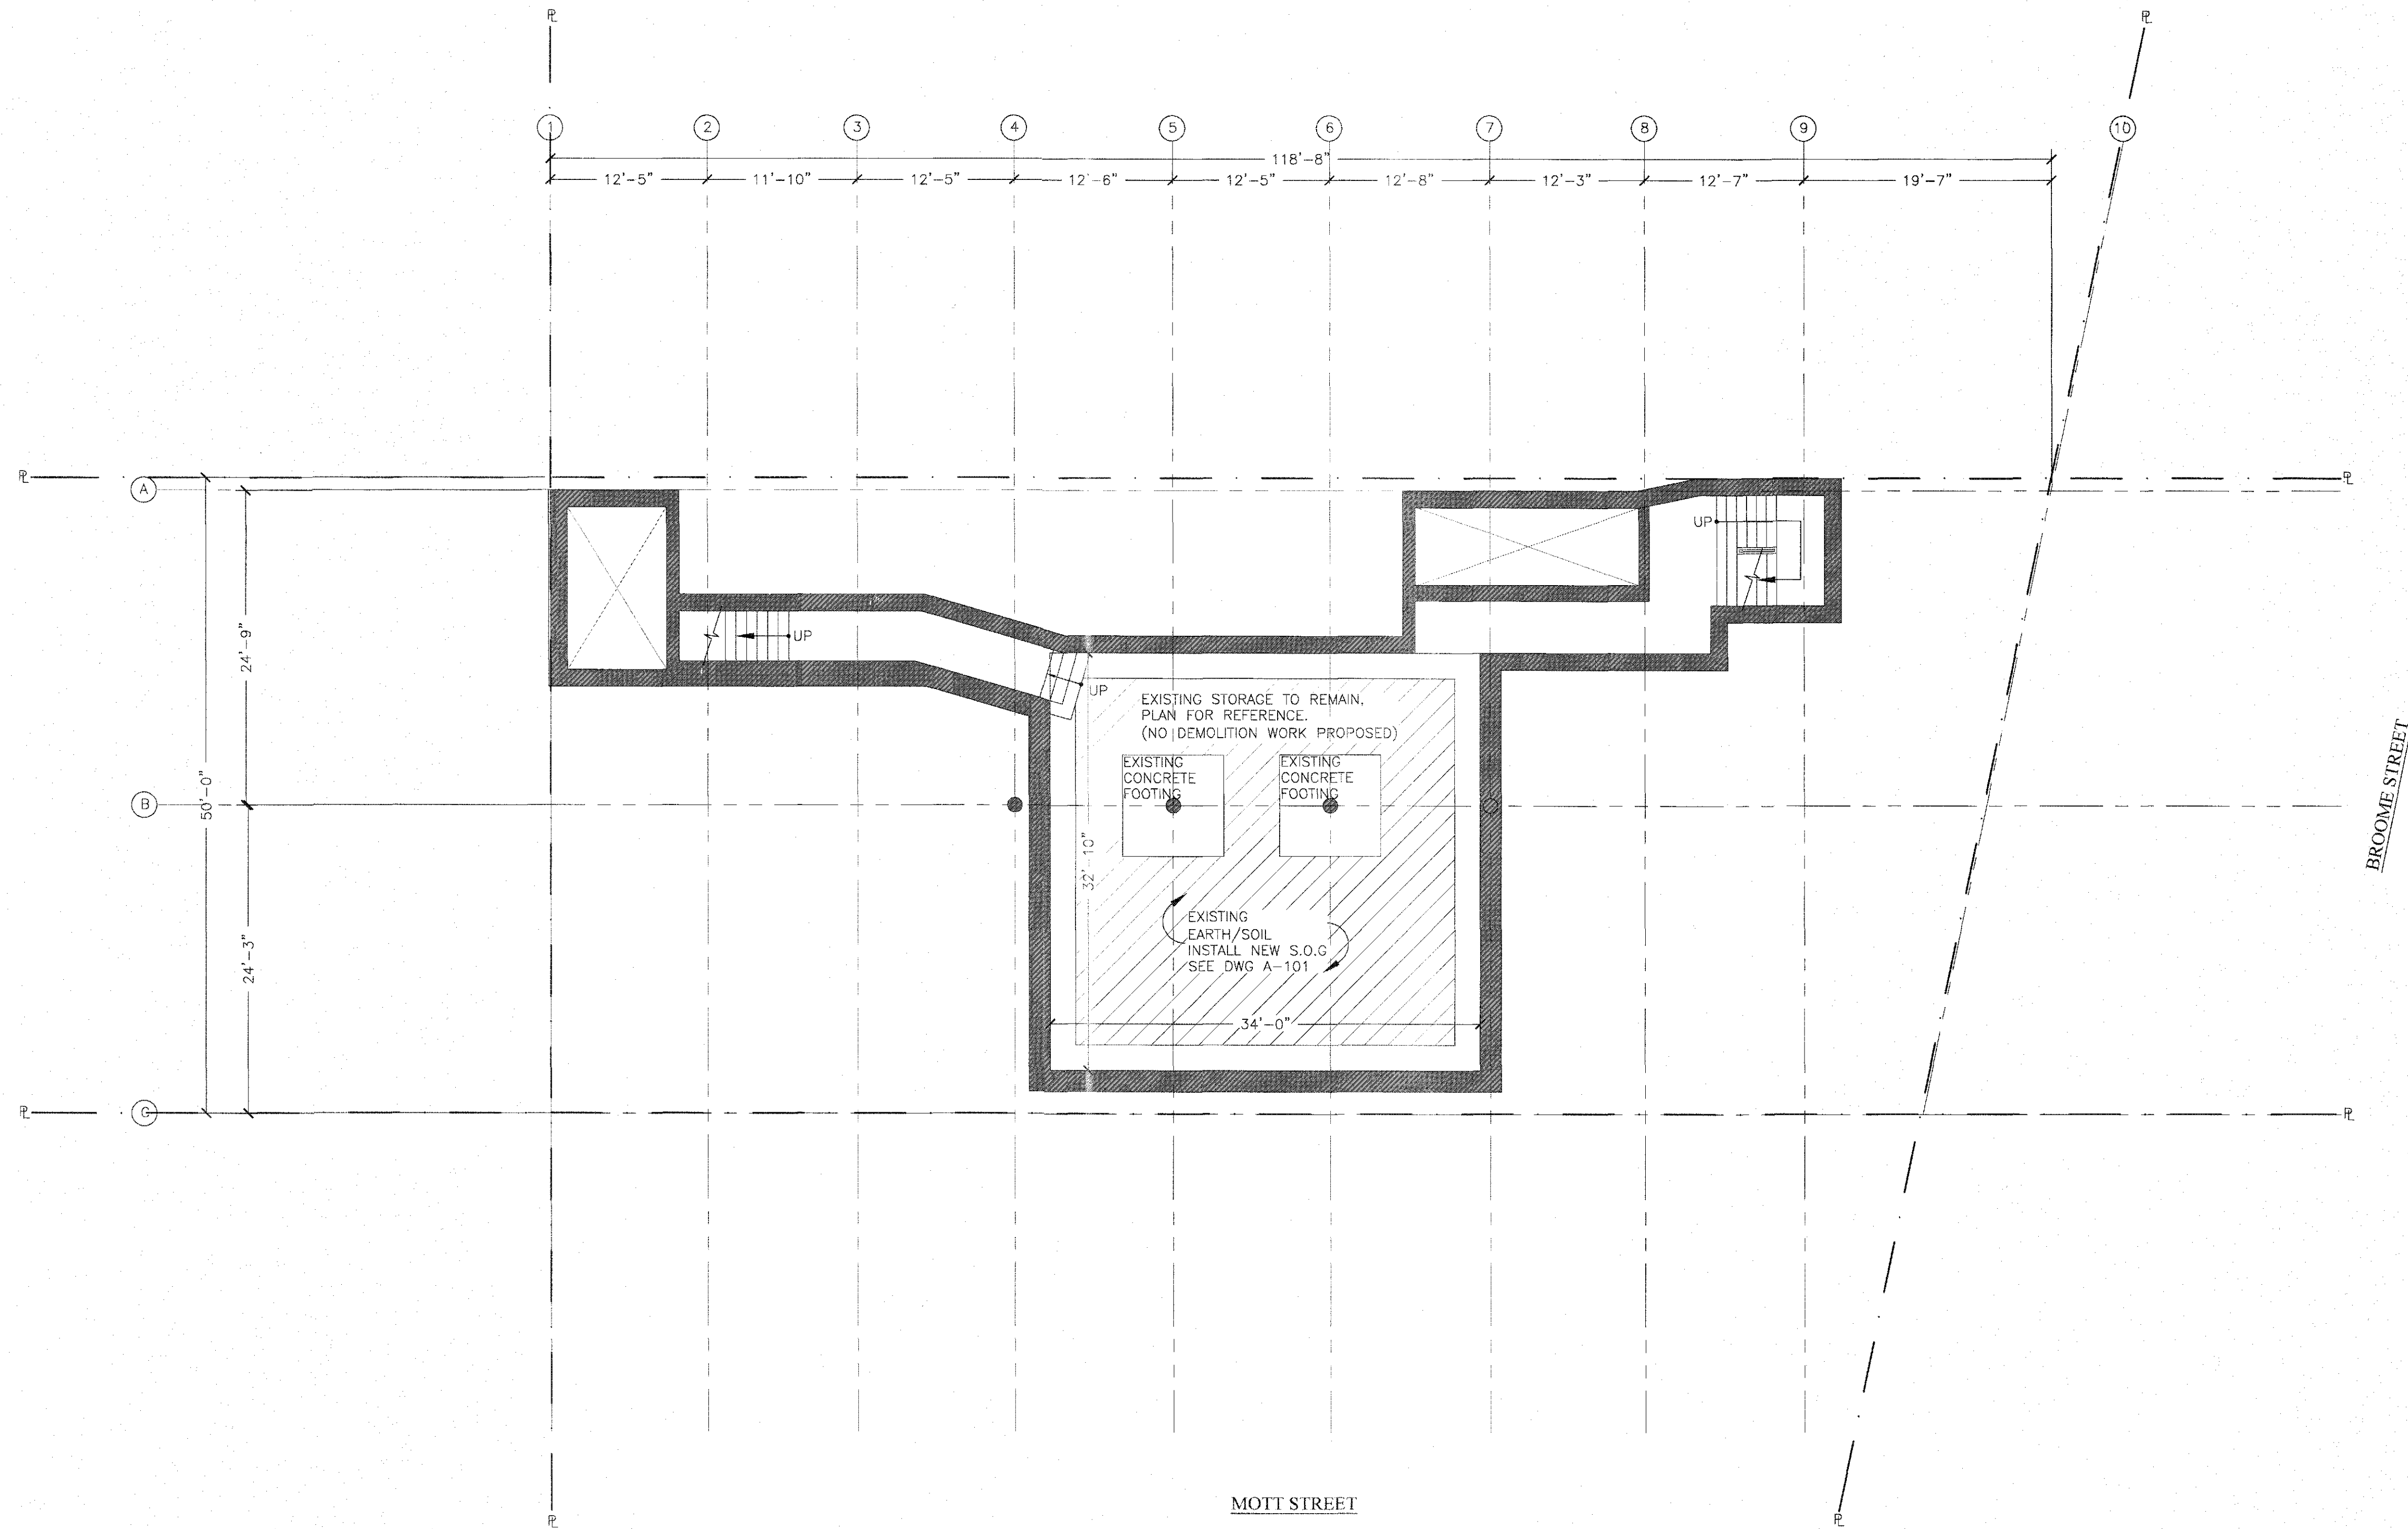 PL
PL
1 2 3 4 5 6 7 8 9 10
118'-8"
12'-5" 11'-10" 12'-5" 12'-6" 12'-5" 12'-8" 12'-3" 12'-7" 19'-7"
PL
PL
A
UP
24'-9"
UP
UP
EXISTING STORAGE TO REMAIN,
PLAN FOR REFERENCE.
(NO DEMOLITION WORK PROPOSED)
BROOME STREET
EXISTING
CONCRETE
FOOTING
EXISTING
CONCRETE
FOOTING
50'-0"
B
32'-10"
24'-3"
EXISTING
EARTH/SOIL
INSTALL NEW S.O.G
SEE DWG A-101
34'-0"
PL
C
PL
MOTT STREET
PL
PL